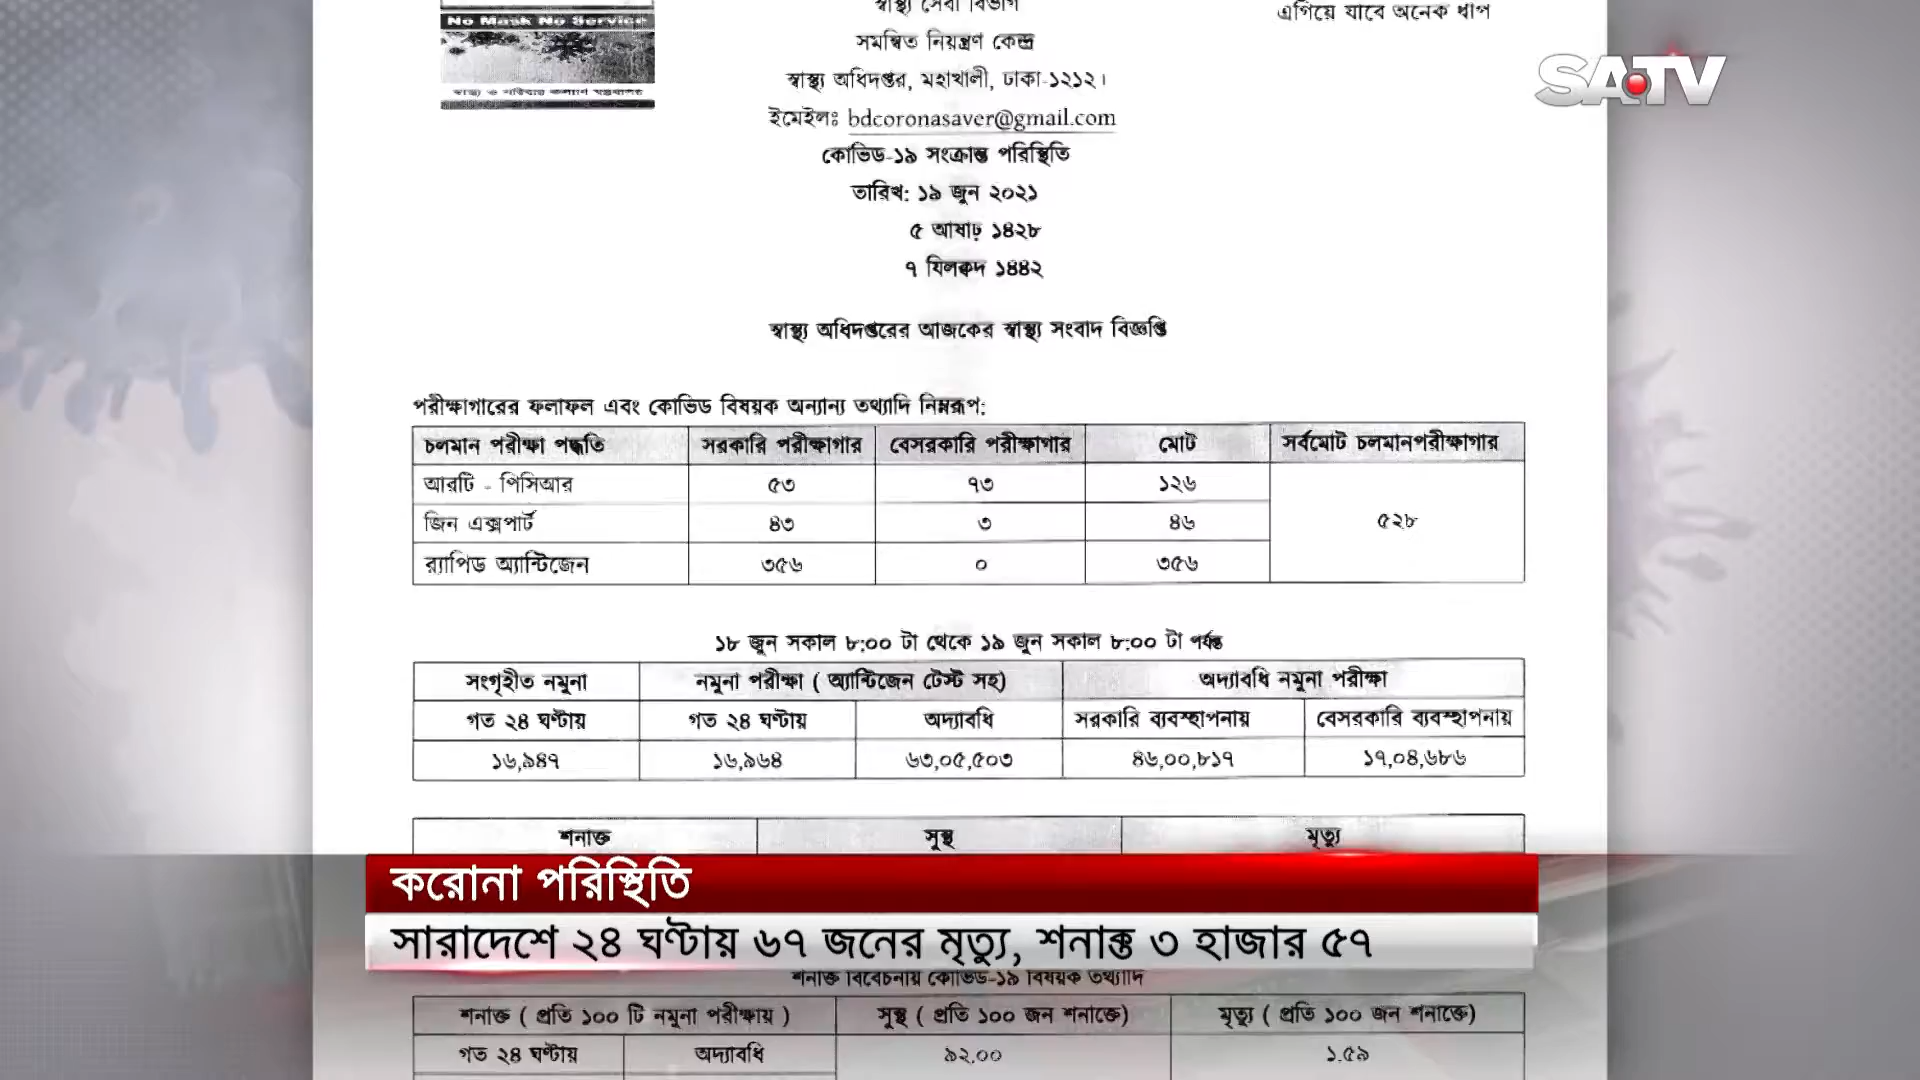 No Mask No Service
স্বাস্থ্য সেবা বিভাগ
এগিয়ে যাবে অনেক ধাপ
সমন্বিত নিয়ন্ত্রণ কেন্দ্র
স্বাস্থ্য অধিদপ্তর, মহাখালী, ঢাকা-১২১২।
SATV
ইমেইলঃ bdcoronasaver@gmail.com
কোভিড-১৯ সংক্রান্ত পরিস্থিতি
তারিখ: ১৯ জুন ২০২১
৫ আষাঢ় ১৪২৮
৭ যিলক্বদ ১৪৪২
স্বাস্থ্য অধিদপ্তরের আজকের স্বাস্থ্য সংবাদ বিজ্ঞপ্তি
পরীক্ষাগারের ফলাফল এবং কোভিড বিষয়ক অন্যান্য তথ্যাদি নিম্নরূপ:
চলমান পরীক্ষা পদ্ধতি সরকারি পরীক্ষাগার বেসরকারি পরীক্ষাগার মোট সর্বমোট চলমানপরীক্ষাগার
আরটি - পিসিআর ৫৩ ৭৩ ১২৬
জিন এক্সপার্ট ৪৩ ৩ ৪৬ ৫২৮
র‍্যাপিড অ্যান্টিজেন ৩৫৬ ০ ৩৫৬
১৮ জুন সকাল ৮:০০ টা থেকে ১৯ জুন সকাল ৮:০০ টা পর্যন্ত
সংগৃহীত নমুনা নমুনা পরীক্ষা ( অ্যান্টিজেন টেস্ট সহ) অদ্যাবধি নমুনা পরীক্ষা
গত ২৪ ঘণ্টায় গত ২৪ ঘণ্টায় অদ্যাবধি সরকারি ব্যবস্থাপনায় বেসরকারি ব্যবস্থাপনায়
১৬,৯৪৭ ১৬,৯৬৪ ৬৩,০৫,৫০৩ ৪৬,০০,৮১৭ ১৭,০৪,৬৮৬
শনাক্ত সুস্থ মৃত্যু
করোনা পরিস্থিতি
সারাদেশে ২৪ ঘণ্টায় ৬৭ জনের মৃত্যু, শনাক্ত ৩ হাজার ৫৭
শনাক্ত বিবেচনায় কোভিড-১৯ বিষয়ক তথ্যাদি
শনাক্ত ( প্রতি ১০০ টি নমুনা পরীক্ষায় ) সুস্থ ( প্রতি ১০০ জন শনাক্তে) মৃত্যু ( প্রতি ১০০ জন শনাক্তে)
গত ২৪ ঘণ্টায় অদ্যাবধি ৯২.০০ ১.৫৯